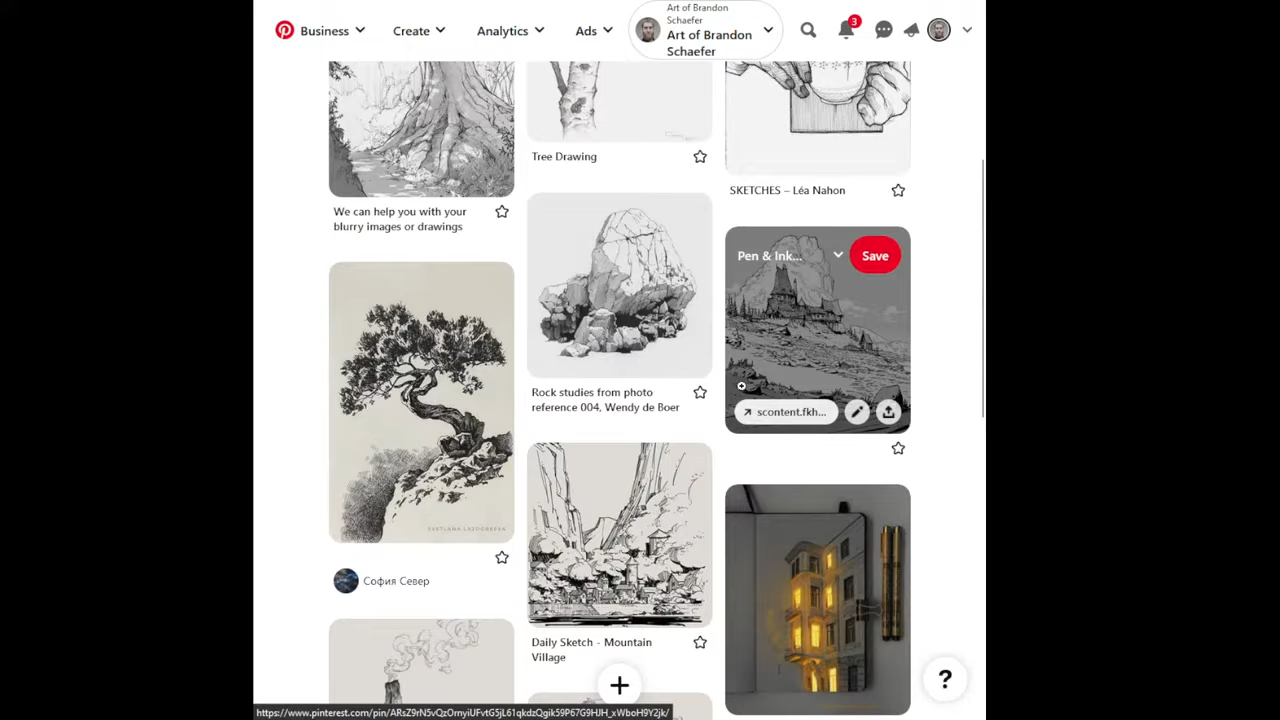 Business
Create
Analytics
Ads
Art of Brandon
Schaefer
Art of Brandon
Schaefer
3
We can help you with your
blurry images or drawings
Tree Drawing
SKETCHES – Léa Nahon
Pen & Ink...
Save
scontent.fkh...
Rock studies from photo
reference 004, Wendy de Boer
София Север
Daily Sketch - Mountain
Village
+
?